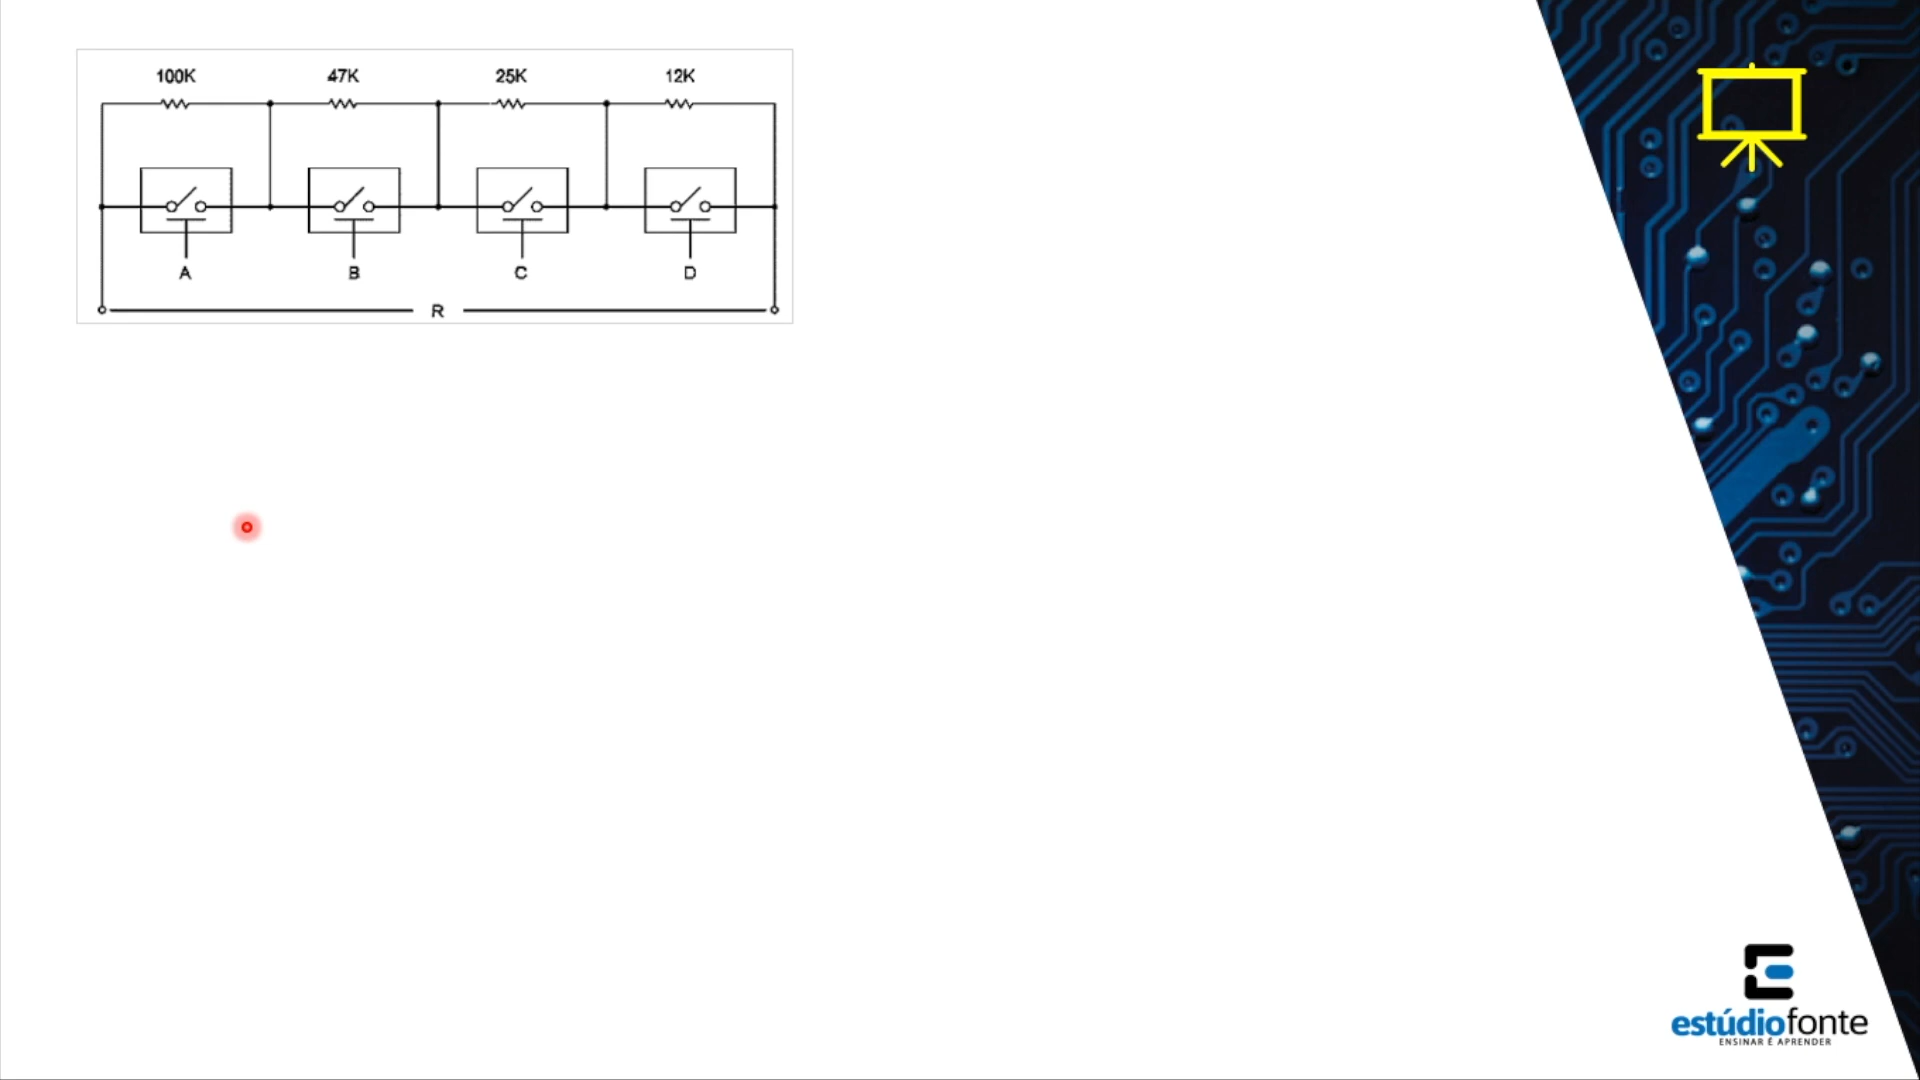 100K 47K 25K 12K
A B C D
R
estúdiofonte
ENSINAR É APRENDER